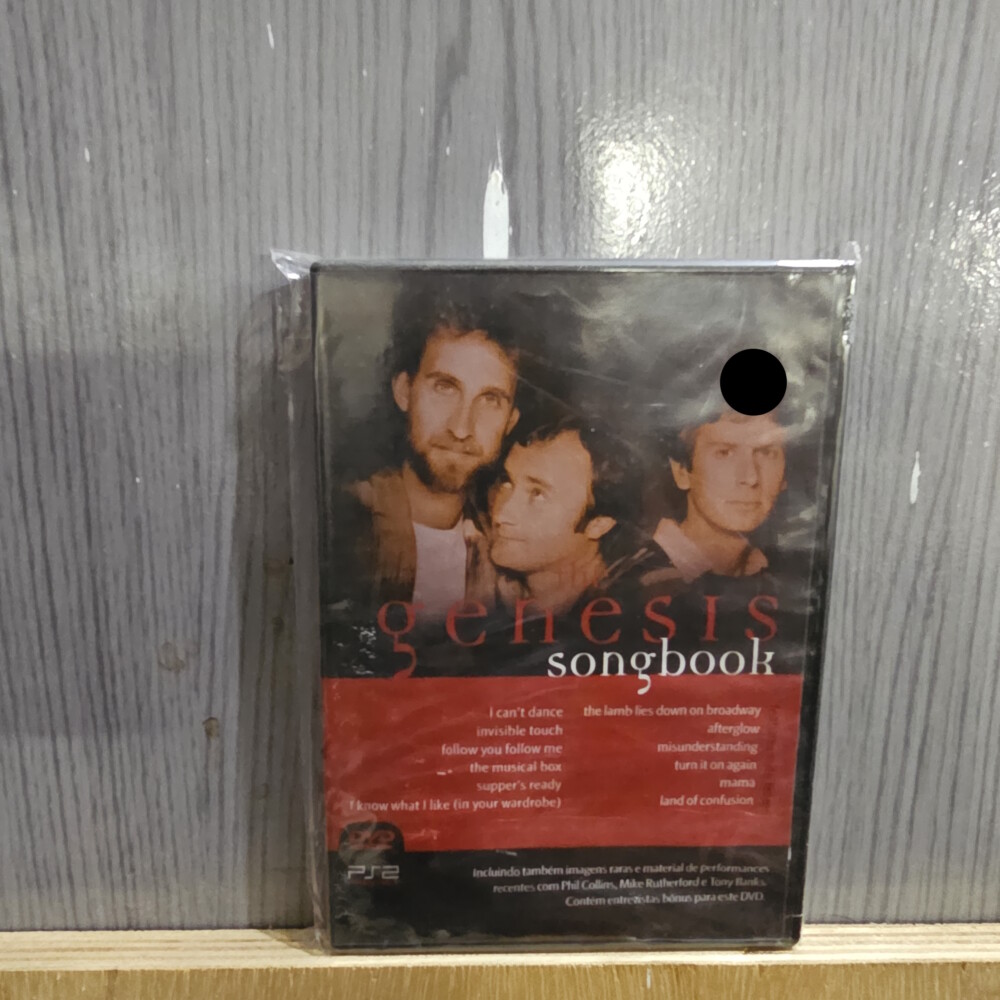 genesis
songbook
i can't dance
invisible touch
follow you follow me
the musical box
supper's ready
I know what I like (in your wardrobe)
the lamb lies down on broadway
afterglow
misunderstanding
turn it on again
mama
land of confusion
DVD
PS2
Incluindo também imagens raras e material de performances
recentes com Phil Collins, Mike Rutherford e Tony Banks.
Contém entrevistas bônus para este DVD.